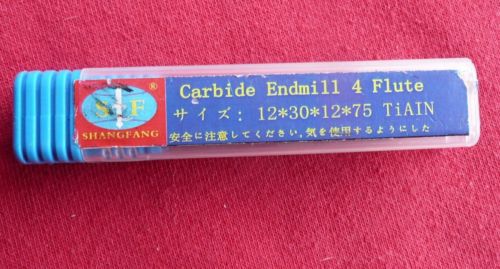 S F ®
SHANGFANG
Carbide Endmill 4 Flute
サイズ: 12*30*12*75 TiAIN
安全に注意してください,気を使用するようにした